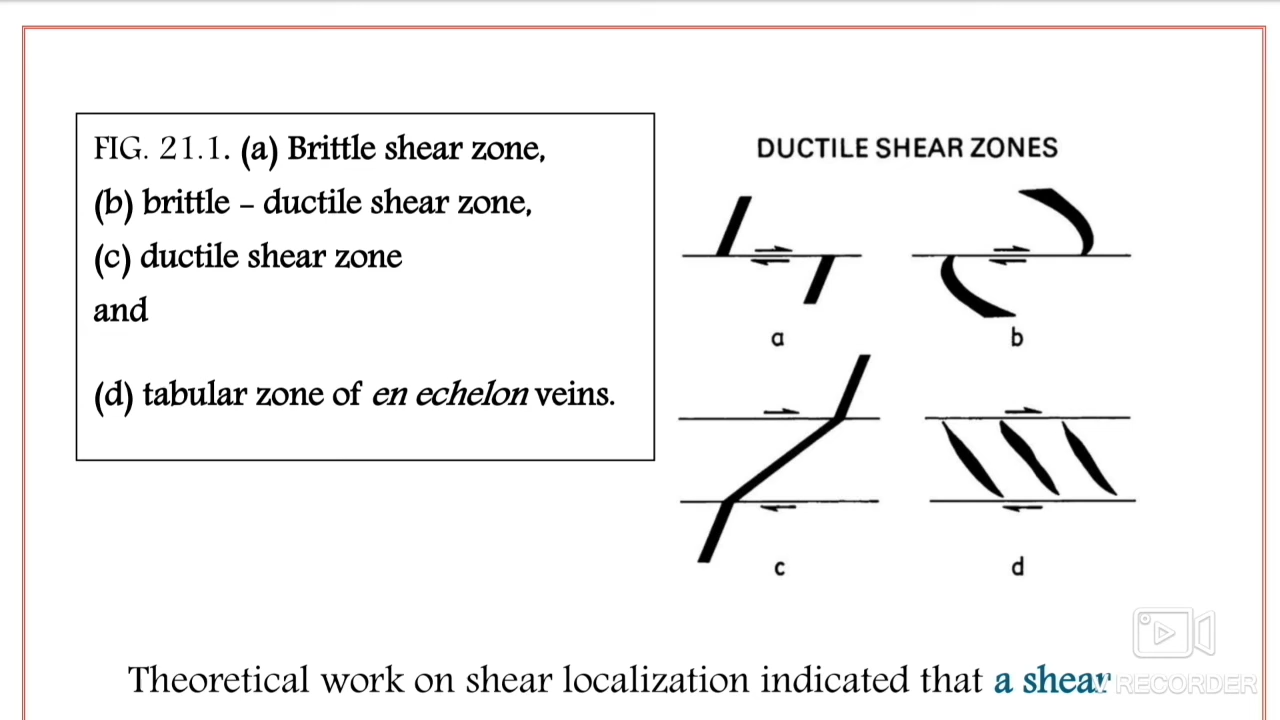 FIG. 21.1. (a) Brittle shear zone,
(b) brittle – ductile shear zone,
(c) ductile shear zone
and
(d) tabular zone of en echelon veins.
DUCTILE SHEAR ZONES
a
b
c
d
Theoretical work on shear localization indicated that a shear
V RECORDER